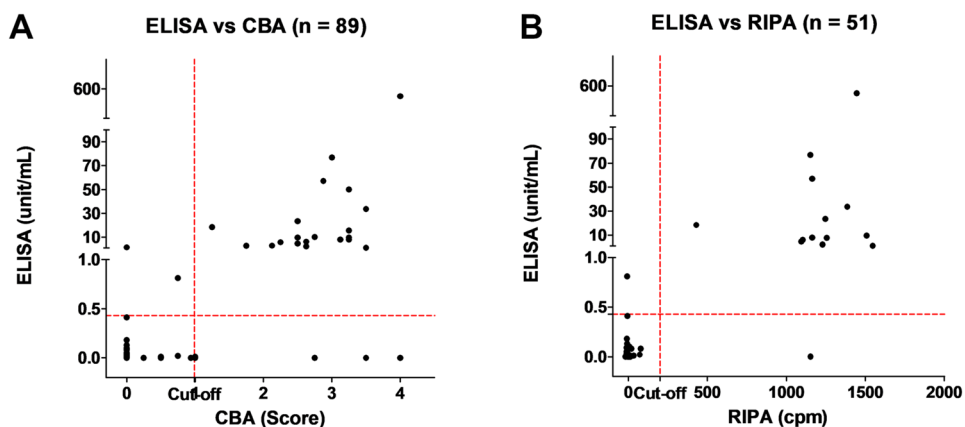 A
ELISA vs CBA (n = 89)
ELISA (unit/mL)
600
90
70
50
30
10
1.0
0.5
0.0
0 1 2 3 4
Cut-off
CBA (Score)
B
ELISA vs RIPA (n = 51)
ELISA (unit/mL)
600
90
70
50
30
10
1.0
0.5
0.0
0 Cut-off 500 1000 1500 2000
RIPA (cpm)